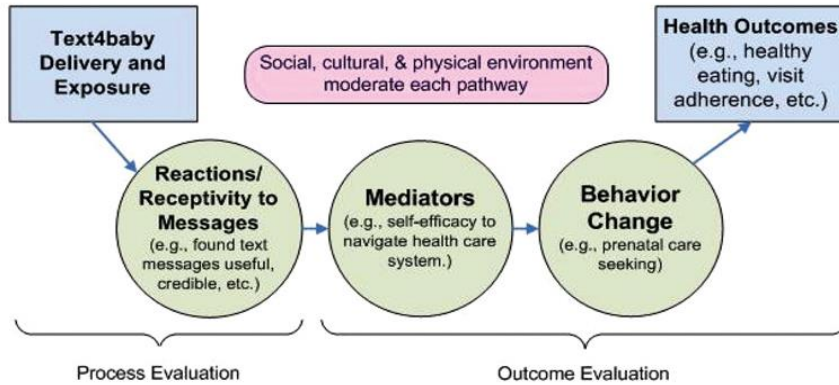 Text4baby
Delivery and
Exposure
Social, cultural, & physical environment
moderate each pathway
Health Outcomes
(e.g., healthy
eating, visit
adherence, etc.)
Reactions/
Receptivity to
Messages
(e.g., found text
messages useful,
credible, etc.)
Mediators
(e.g., self-efficacy to
navigate health care
system.)
Behavior
Change
(e.g., prenatal care
seeking)
Process Evaluation
Outcome Evaluation